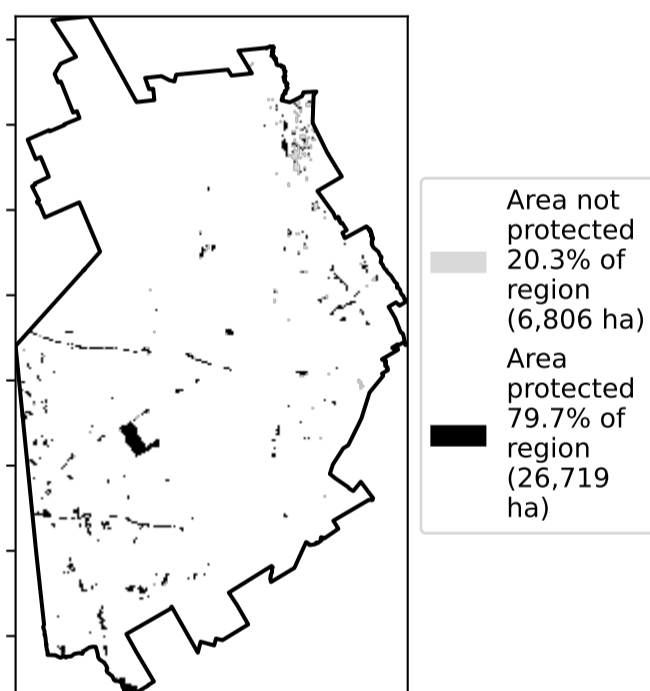 Area not
protected
20.3% of
region
(6,806 ha)
Area
protected
79.7% of
region
(26,719
ha)